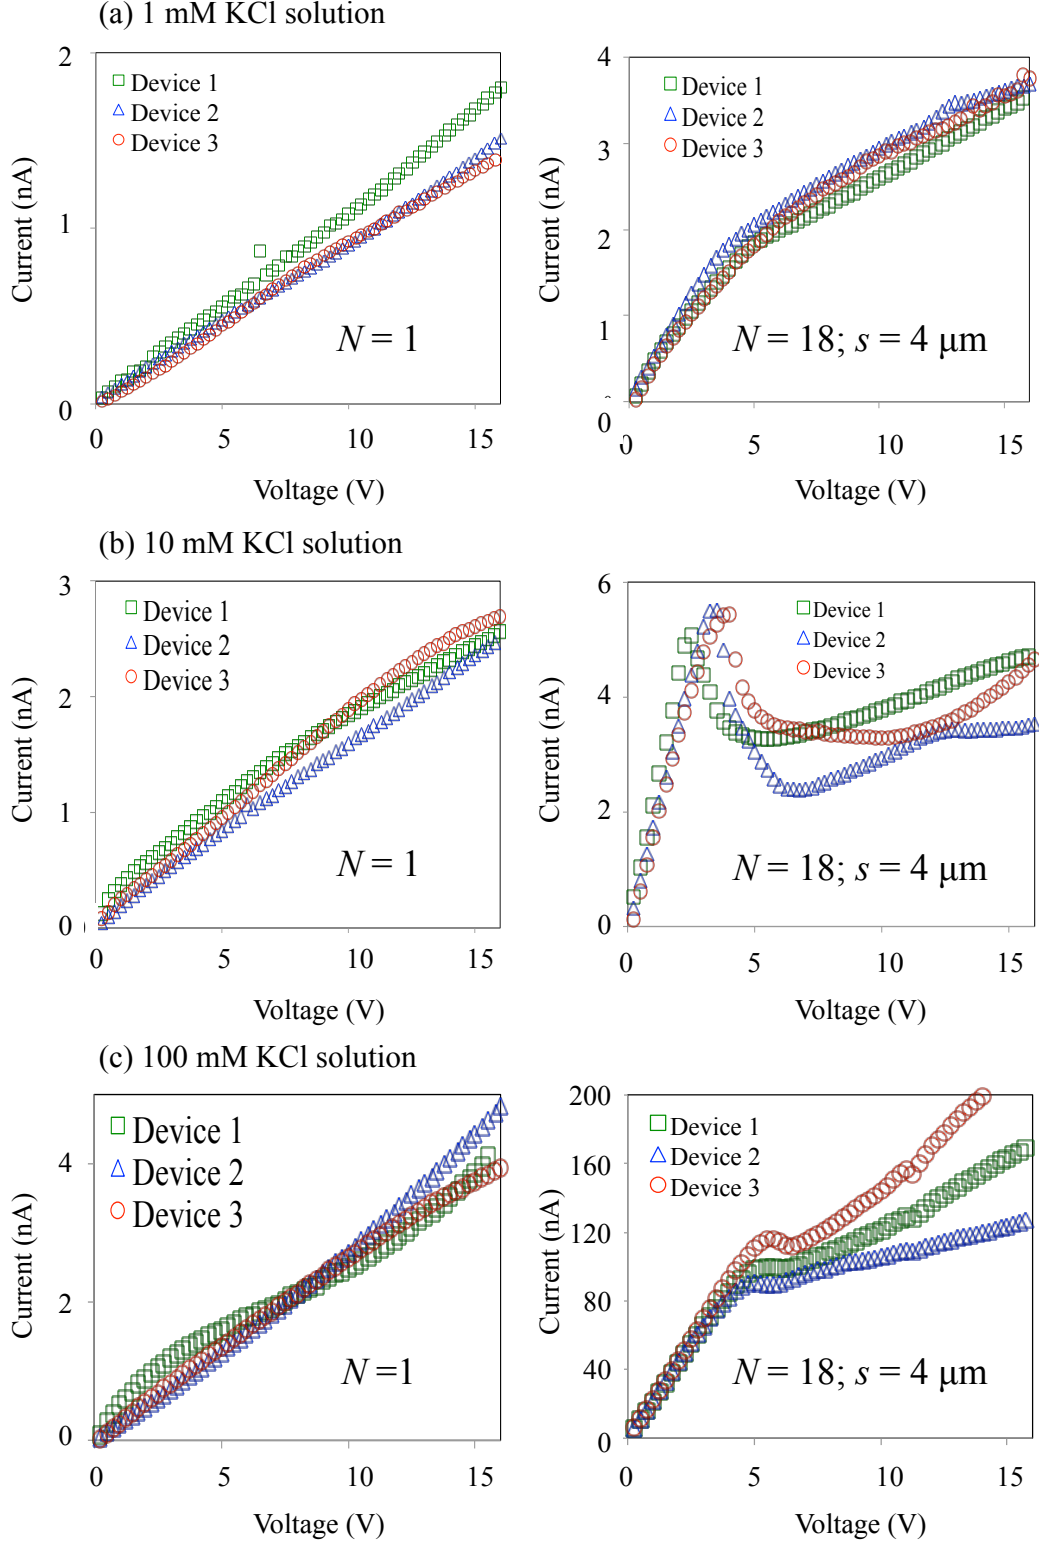 (a) 1 mM KCl solution
2
Device 1
Device 2
Device 3
1
Current (nA)
N = 1
0
0 5 10 15
Voltage (V)
4
Device 1
Device 2
Device 3
3
2
Current (nA)
1
N = 18; s = 4 μm
0
0 5 10 15
Voltage (V)
(b) 10 mM KCl solution
3
Device 1
Device 2
Device 3
2
Current (nA)
1
N = 1
0
0 5 10 15
Voltage (V)
6
Device 1
Device 2
Device 3
4
Current (nA)
2
N = 18; s = 4 μm
0
0 5 10 15
Voltage (V)
(c) 100 mM KCl solution
Device 1
Device 2
Device 3
4
Current (nA)
2
N =1
0
0 5 10 15
Voltage (V)
200
Device 1
Device 2
Device 3
160
120
Current (nA)
80
N = 18; s = 4 μm
40
0
0 5 10 15
Voltage (V)